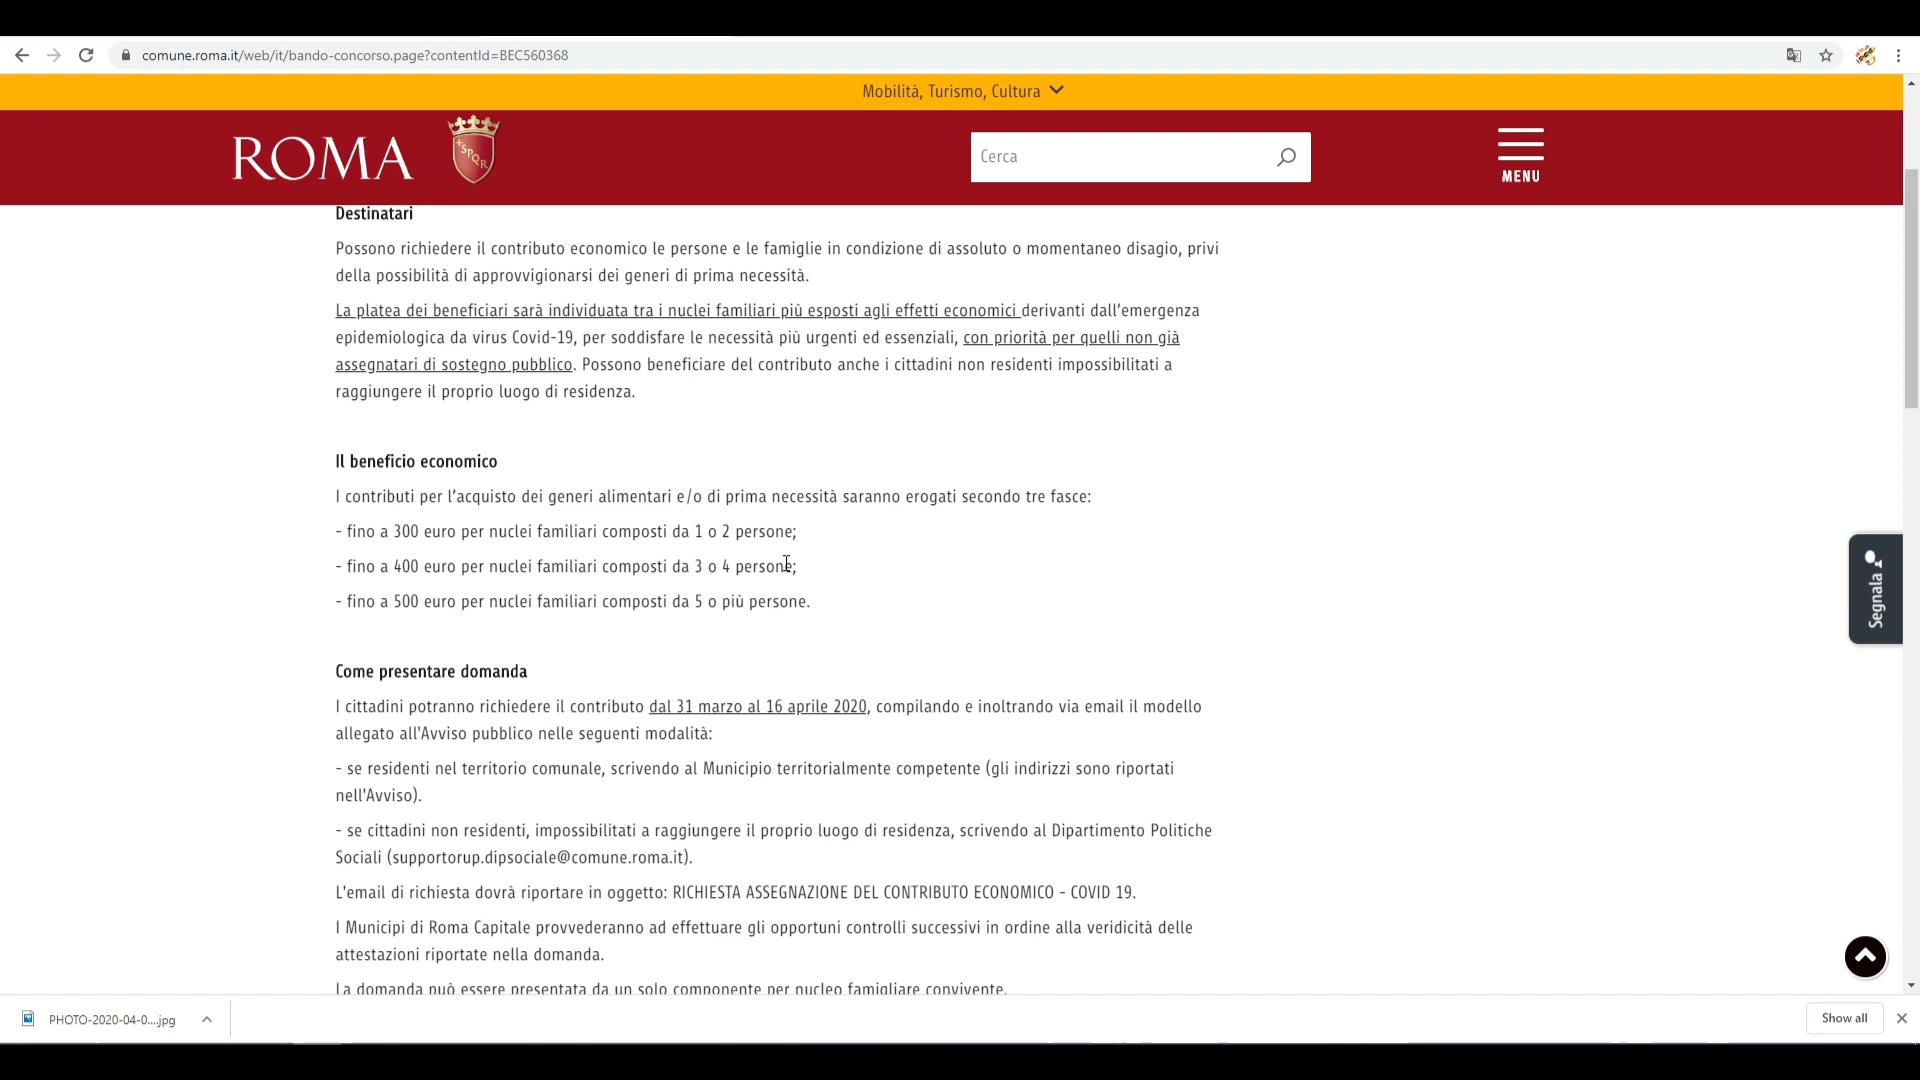 comune.roma.it/web/it/bando-concorso.page?contentId=BEC560368
Mobilità, Turismo, Cultura
ROMA
SPQR
Cerca
MENU
Destinatari
Possono richiedere il contributo economico le persone e le famiglie in condizione di assoluto o momentaneo disagio, privi
della possibilità di approvvigionarsi dei generi di prima necessità.
La platea dei beneficiari sarà individuata tra i nuclei familiari più esposti agli effetti economici derivanti dall'emergenza
epidemiologica da virus Covid-19, per soddisfare le necessità più urgenti ed essenziali, con priorità per quelli non già
assegnatari di sostegno pubblico. Possono beneficiare del contributo anche i cittadini non residenti impossibilitati a
raggiungere il proprio luogo di residenza.
Il beneficio economico
I contributi per l'acquisto dei generi alimentari e/o di prima necessità saranno erogati secondo tre fasce:
- fino a 300 euro per nuclei familiari composti da 1 o 2 persone;
- fino a 400 euro per nuclei familiari composti da 3 o 4 persone;
- fino a 500 euro per nuclei familiari composti da 5 o più persone.
Segnala
Come presentare domanda
I cittadini potranno richiedere il contributo dal 31 marzo al 16 aprile 2020, compilando e inoltrando via email il modello
allegato all'Avviso pubblico nelle seguenti modalità:
- se residenti nel territorio comunale, scrivendo al Municipio territorialmente competente (gli indirizzi sono riportati
nell'Avviso).
- se cittadini non residenti, impossibilitati a raggiungere il proprio luogo di residenza, scrivendo al Dipartimento Politiche
Sociali (supportorup.dipsociale@comune.roma.it).
L'email di richiesta dovrà riportare in oggetto: RICHIESTA ASSEGNAZIONE DEL CONTRIBUTO ECONOMICO - COVID 19.
I Municipi di Roma Capitale provvederanno ad effettuare gli opportuni controlli successivi in ordine alla veridicità delle
attestazioni riportate nella domanda.
La domanda può essere presentata da un solo componente per nucleo famigliare convivente.
PHOTO-2020-04-0....jpg
Show all